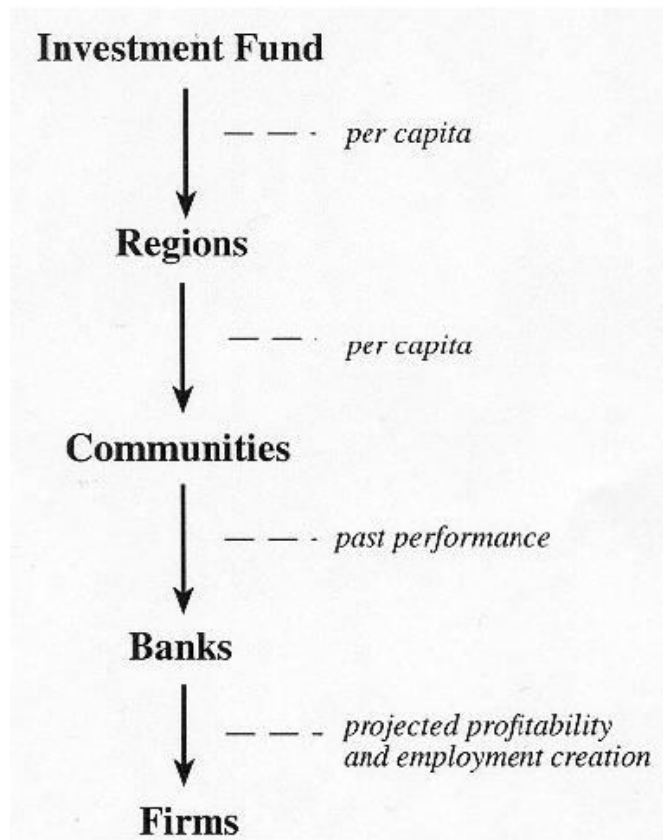 Investment Fund
per capita
Regions
per capita
Communities
past performance
Banks
projected profitability
and employment creation
Firms